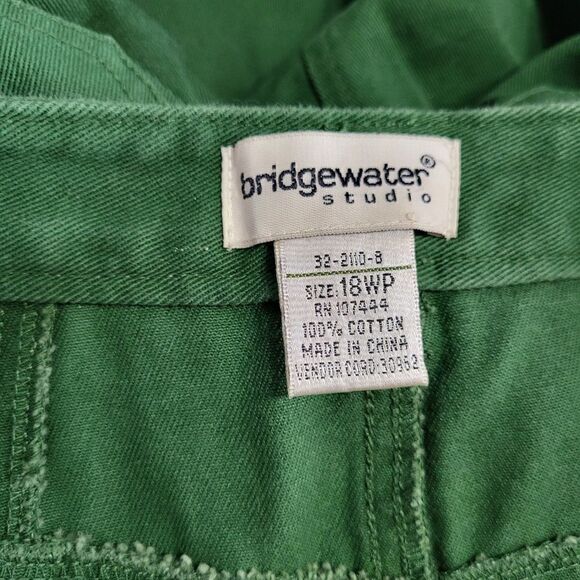 bridgewater®
studio
32-2110-8
SIZE: 18WP
RN 107444
100% COTTON
MADE IN CHINA
VENDOR CORD:30962